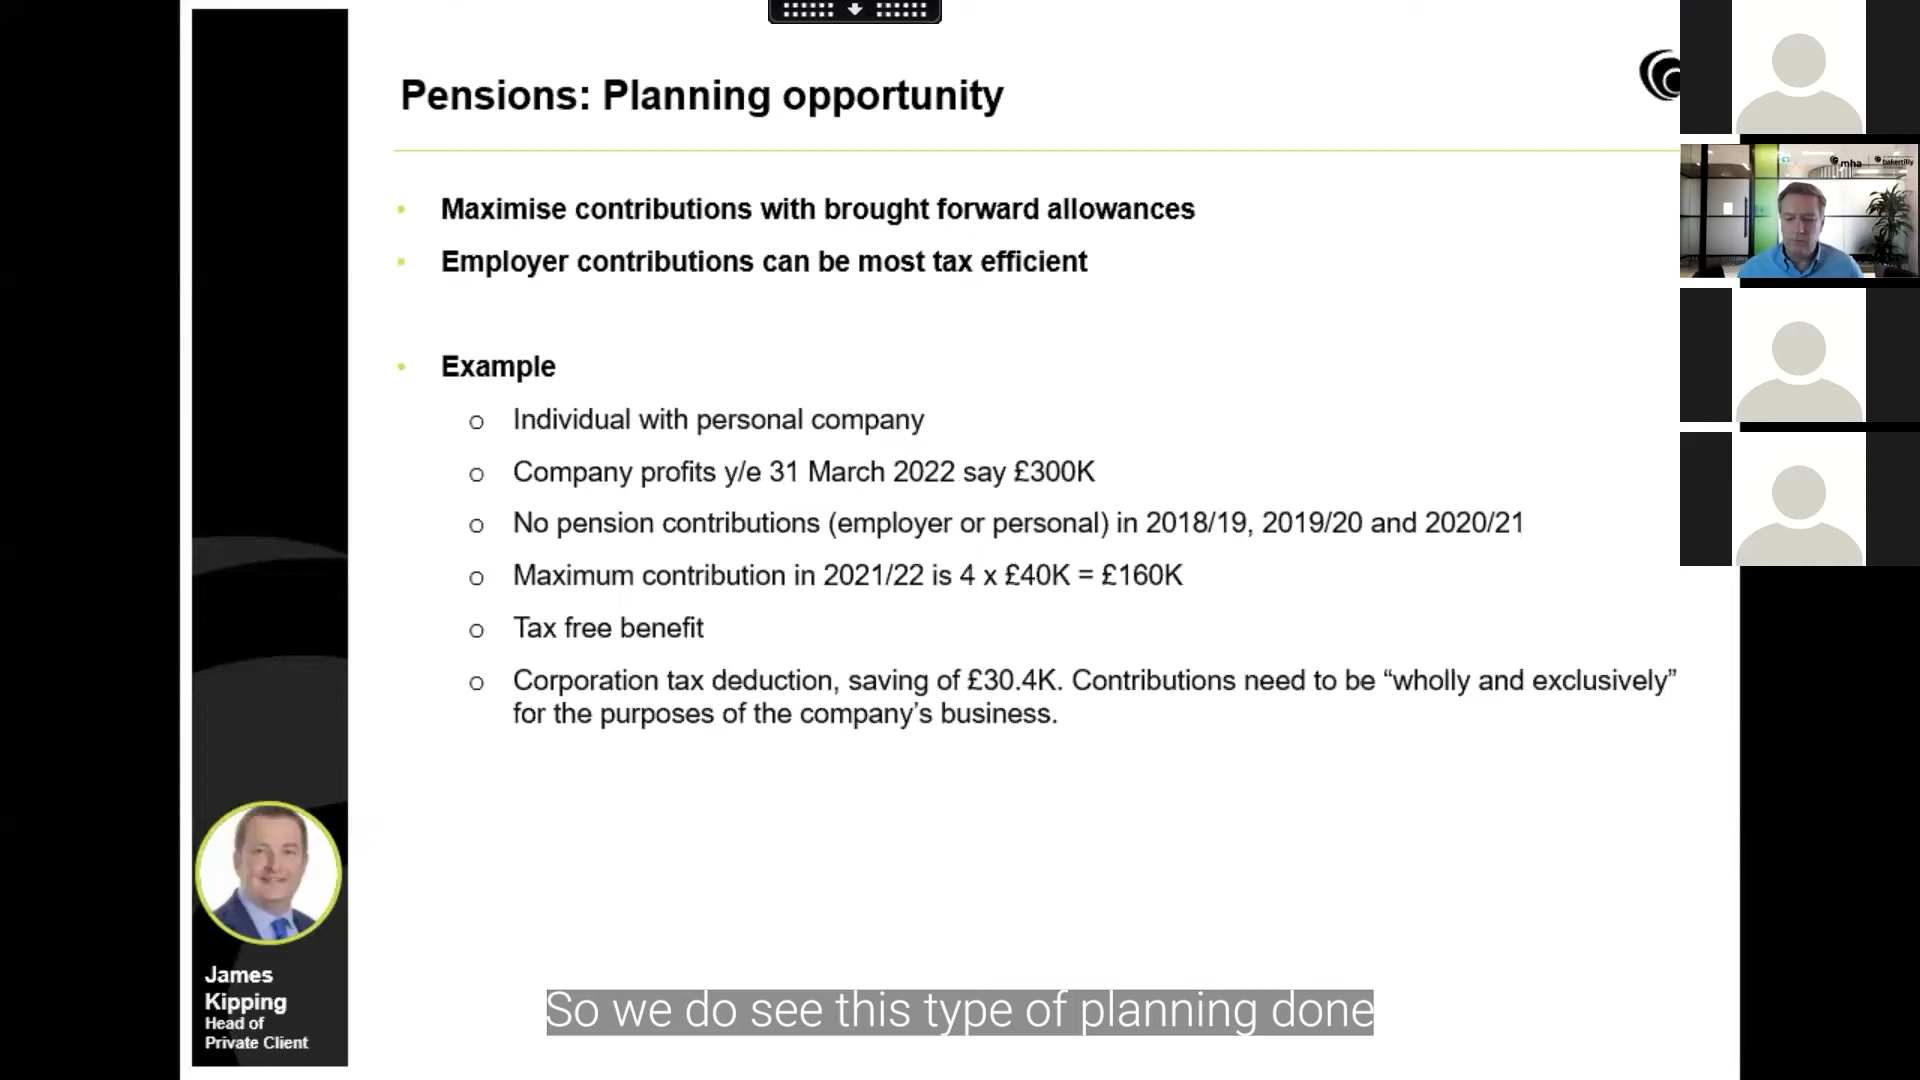 Pensions: Planning opportunity
Maximise contributions with brought forward allowances
Employer contributions can be most tax efficient
Example
Individual with personal company
Company profits y/e 31 March 2022 say £300K
No pension contributions (employer or personal) in 2018/19, 2019/20 and 2020/21
Maximum contribution in 2021/22 is 4 x £40K = £160K
Tax free benefit
Corporation tax deduction, saving of £30.4K. Contributions need to be “wholly and exclusively”
for the purposes of the company’s business.
mha
bakertilly
James
Kipping
Head of
Private Client
So we do see this type of planning done